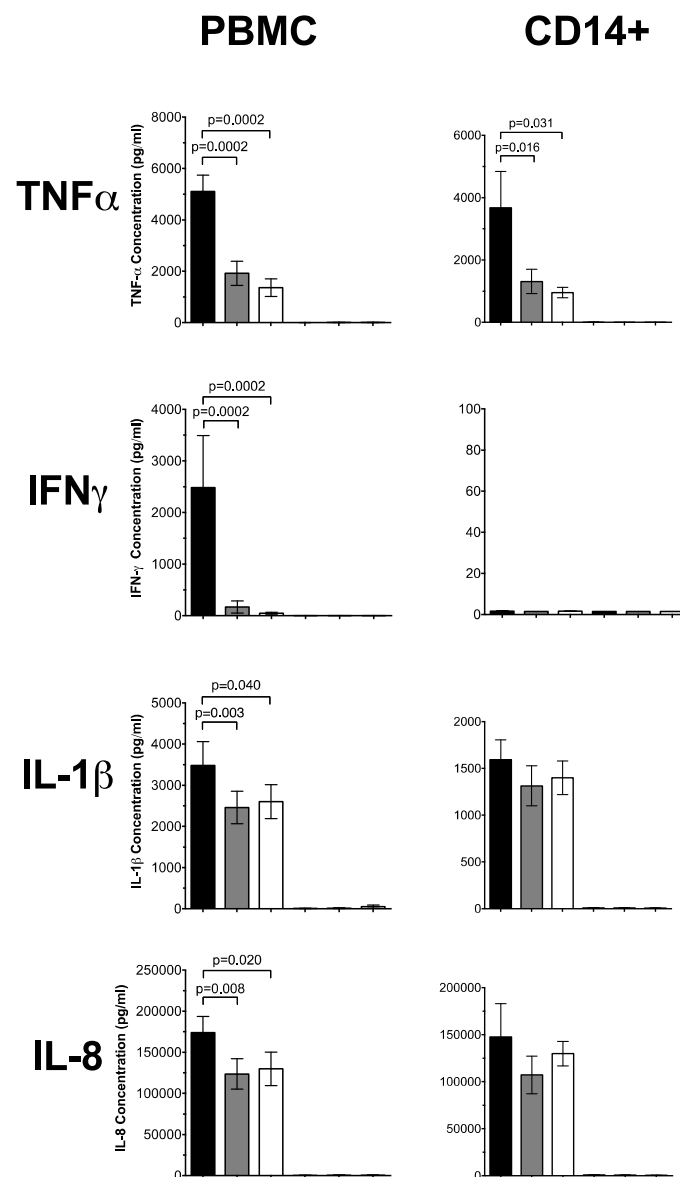 PBMC
CD14+
TNFα
TNF-α Concentration (pg/ml)
8000
6000
4000
2000
0
p=0.0002
p=0.0002
6000
4000
2000
0
p=0.031
p=0.016
IFNγ
IFN-γ Concentration (pg/ml)
4000
3000
2000
1000
0
p=0.0002
p=0.0002
100
80
60
40
20
0
IL-1β
IL-1β Concentration (pg/ml)
5000
4000
3000
2000
1000
0
p=0.040
p=0.003
2000
1500
1000
500
0
IL-8
IL-8 Concentration (pg/ml)
250000
200000
150000
100000
50000
0
p=0.020
p=0.008
200000
150000
100000
50000
0